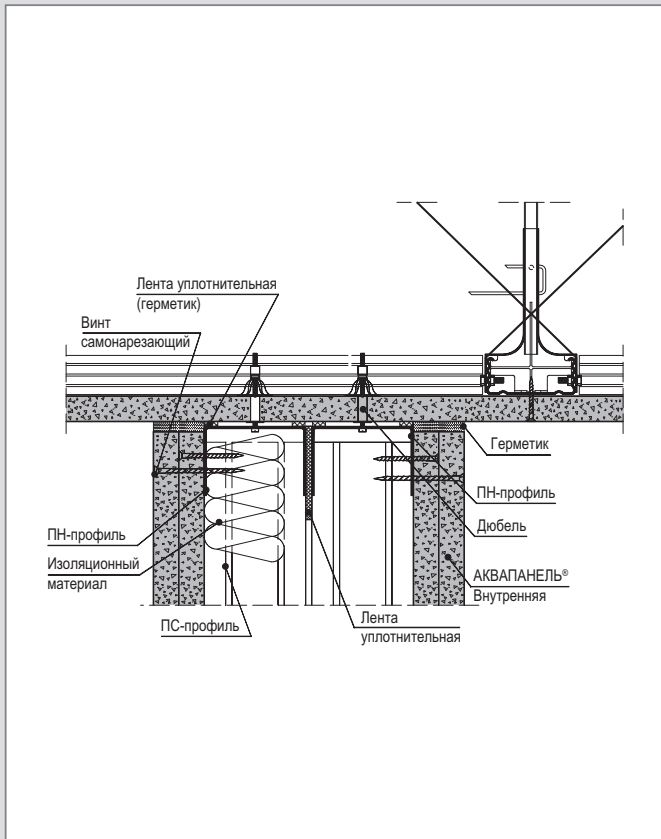 Лента уплотнительная
(герметик)
Винт
самонарезающий
Герметик
ПН-профиль
Дюбель
ПН-профиль
Изоляционный
материал
АКВАПАНЕЛЬ®
Внутренняя
ПС-профиль
Лента
уплотнительная